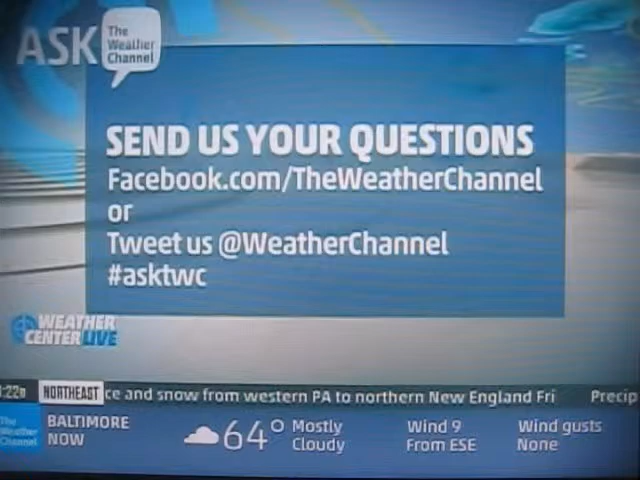 ASK The
Weather
Channel
SEND US YOUR QUESTIONS
Facebook.com/TheWeatherChannel
or
Tweet us @WeatherChannel
#asktwc
WEATHER
CENTER LIVE
NORTHEAST ce and snow from western PA to northern New England Fri Precip
The
Weather
Channel
BALTIMORE
NOW
64° Mostly
Cloudy
Wind 9
From ESE
Wind gusts
None